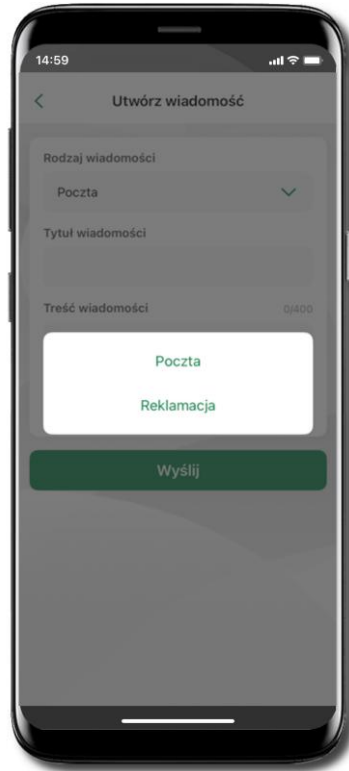 14:59
Utwórz wiadomość
Rodzaj wiadomości
Poczta
Tytuł wiadomości
Treść wiadomości 0/400
Poczta
Reklamacja
Wyślij